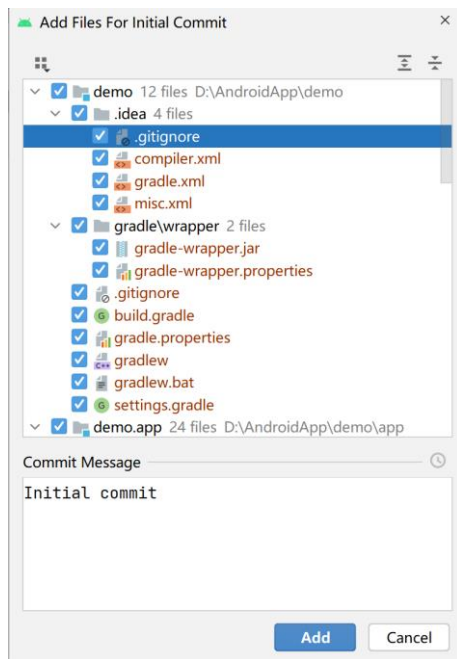 Add Files For Initial Commit
demo 12 files D:\AndroidApp\demo
.idea 4 files
.gitignore
compiler.xml
gradle.xml
misc.xml
gradle\wrapper 2 files
gradle-wrapper.jar
gradle-wrapper.properties
.gitignore
G build.gradle
gradle.properties
C++ gradlew
gradlew.bat
G settings.gradle
demo.app 24 files D:\AndroidApp\demo\app
Commit Message
Initial commit
Add Cancel